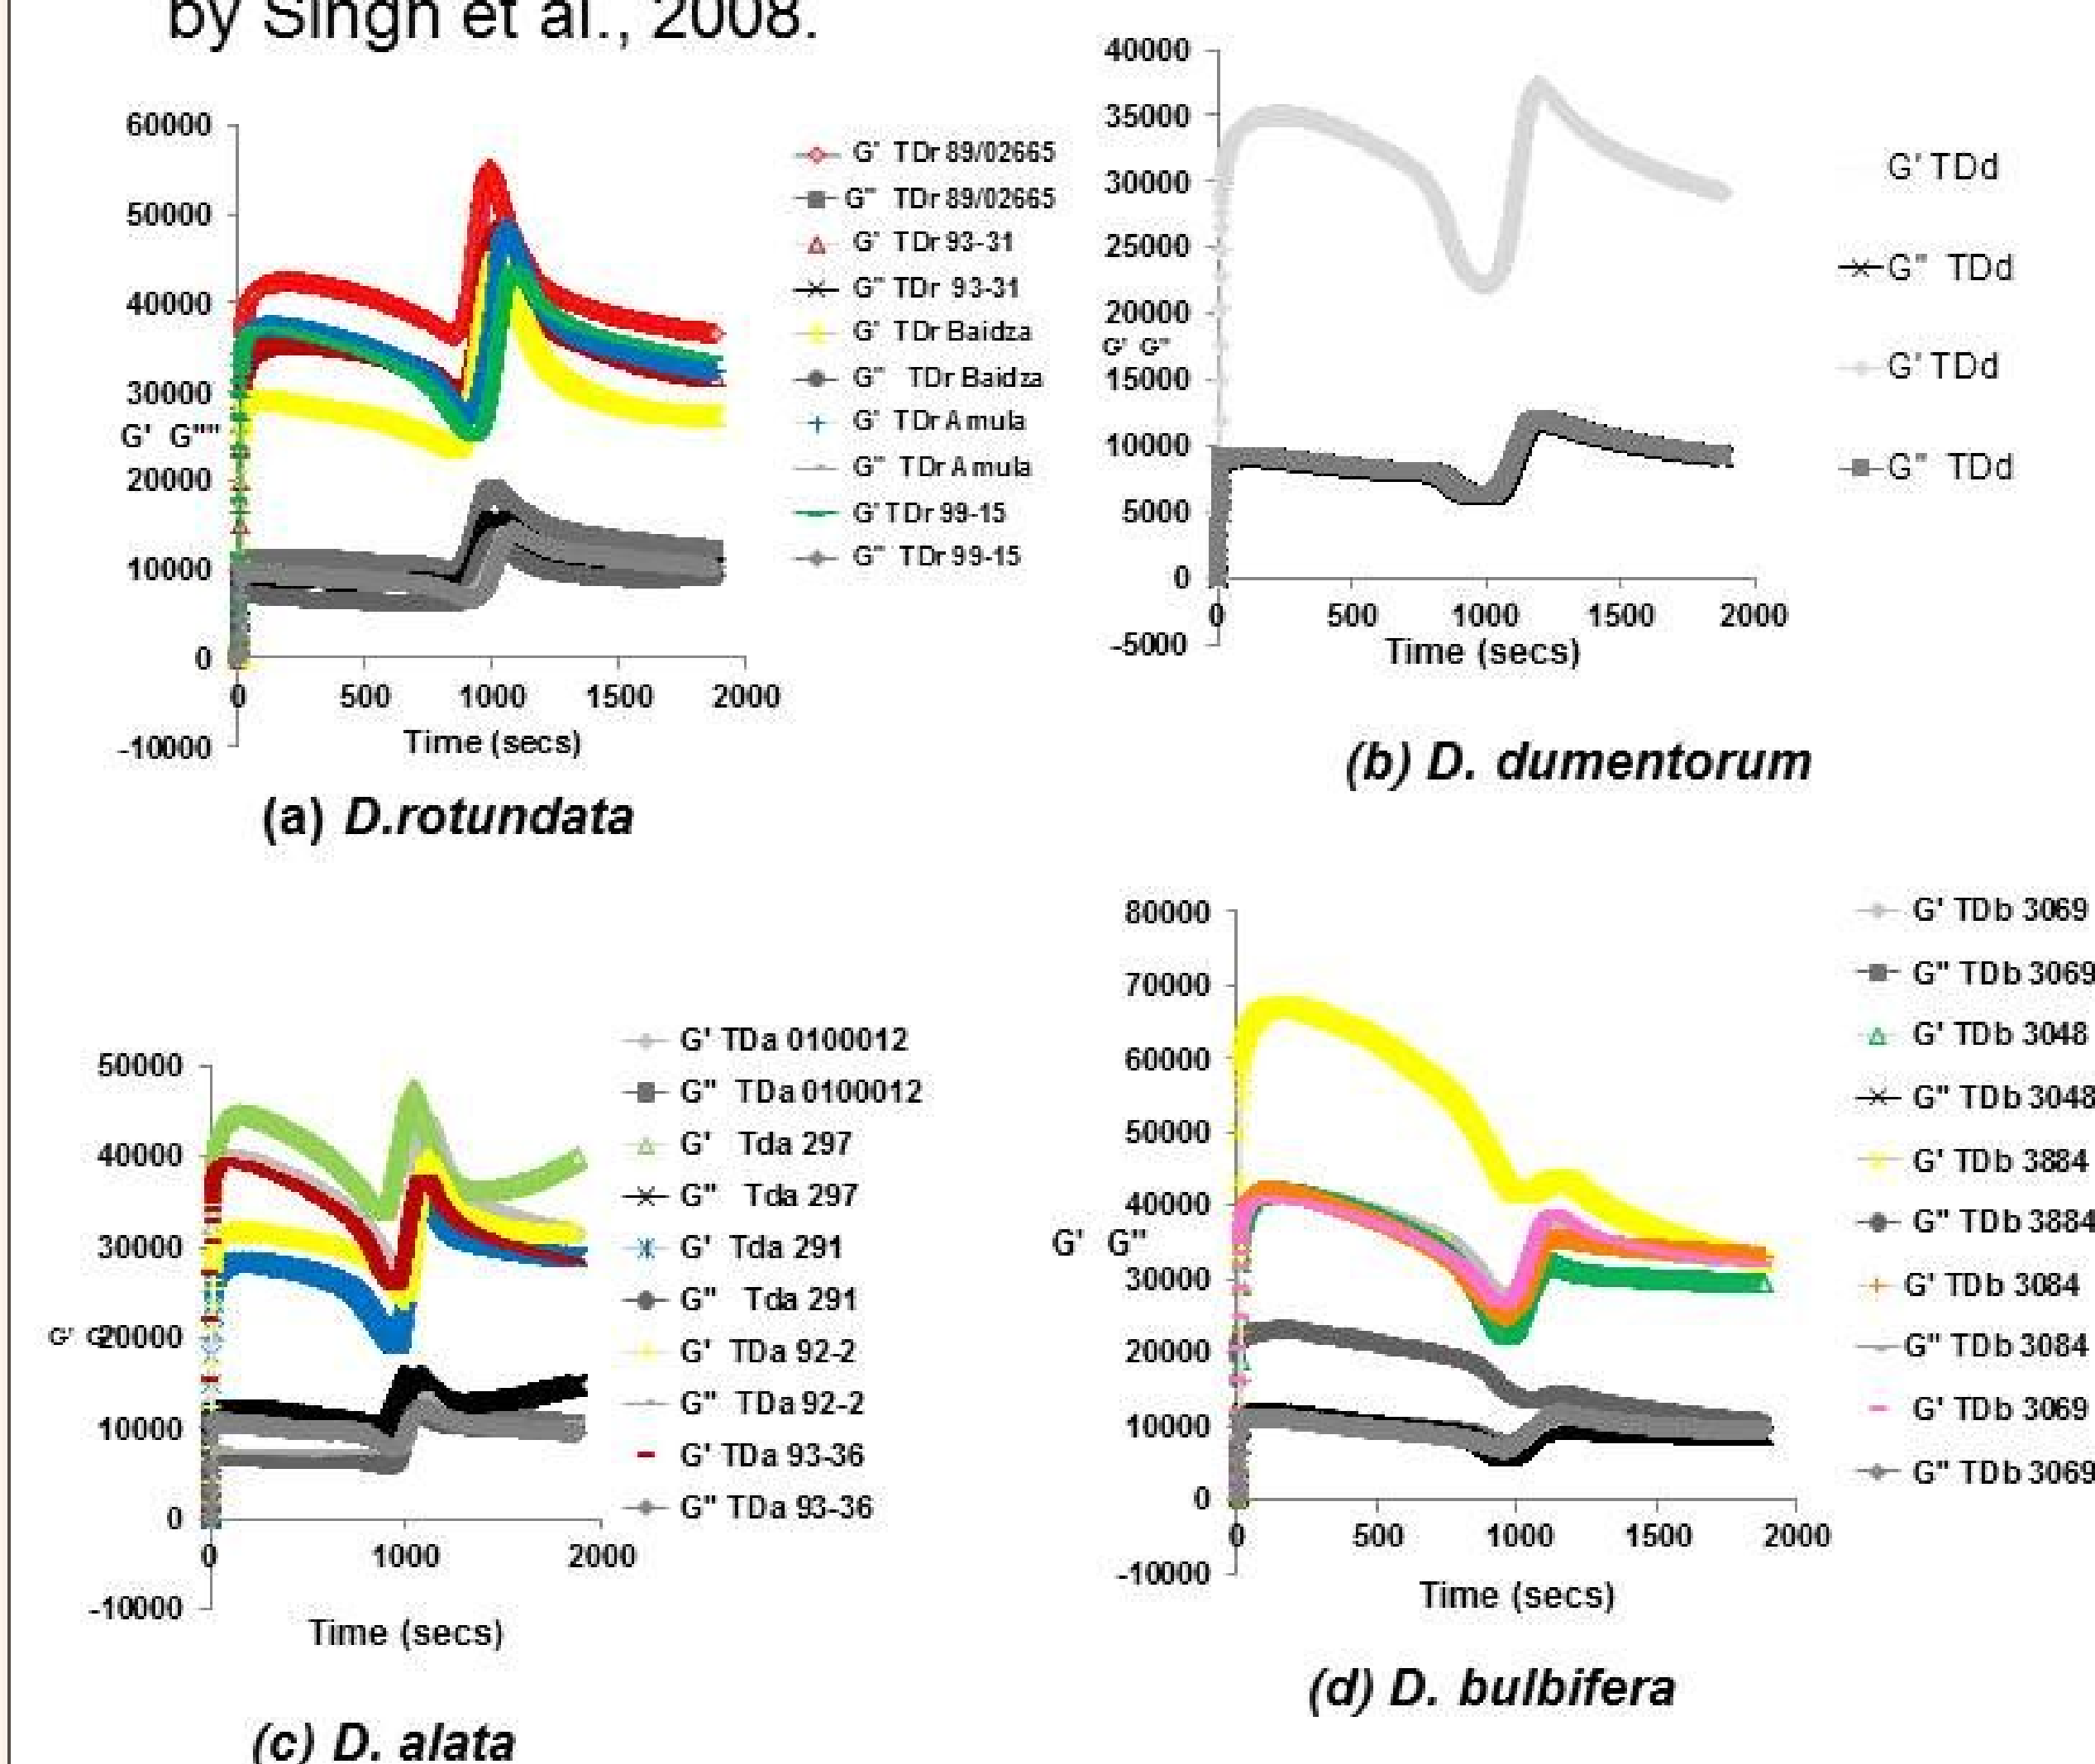 by Singh et al., 2008.
60000
50000
40000
30000
G' G""
20000
10000
0
-10000
0 500 1000 1500 2000
Time (secs)
G' TDr 89/02665
G" TDr 89/02665
G' TDr 93-31
G" TDr 93-31
G' TDr Baidza
G" TDr Baidza
G' TDr Amula
G" TDr Amula
G' TDr 99-15
G" TDr 99-15
(a) D.rotundata
40000
35000
30000
25000
20000
G' G"
15000
10000
5000
0
-5000
0 500 1000 1500 2000
Time (secs)
G' TDd
G" TDd
G' TDd
G" TDd
(b) D. dumentorum
50000
40000
30000
G' G"
20000
10000
0
-10000
0 1000 2000
Time (secs)
G' TDa 0100012
G" TDa 0100012
G' Tda 297
G" Tda 297
G' Tda 291
G" Tda 291
G' TDa 92-2
G" TDa 92-2
G' TDa 93-36
G" TDa 93-36
(c) D. alata
80000
70000
60000
50000
40000
G' G"
30000
20000
10000
0
-10000
0 500 1000 1500 2000
Time (secs)
G' TDb 3069
G" TDb 3069
G' TDb 3048
G" TDb 3048
G' TDb 3884
G" TDb 3884
G' TDb 3084
G" TDb 3084
G' TDb 3069
G" TDb 3069
(d) D. bulbifera